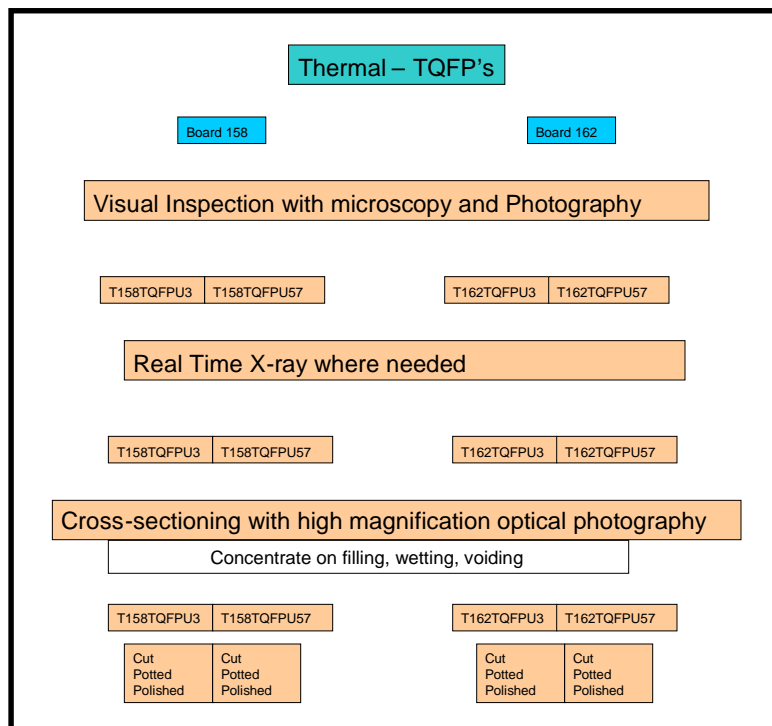 Thermal – TQFP's
Board 158 Board 162
Visual Inspection with microscopy and Photography
T158TQFPU3 T158TQFPU57 T162TQFPU3 T162TQFPU57
Real Time X-ray where needed
T158TQFPU3 T158TQFPU57 T162TQFPU3 T162TQFPU57
Cross-sectioning with high magnification optical photography
Concentrate on filling, wetting, voiding
T158TQFPU3 T158TQFPU57 T162TQFPU3 T162TQFPU57
Cut Cut Cut Cut
Potted Potted Potted Potted
Polished Polished Polished Polished